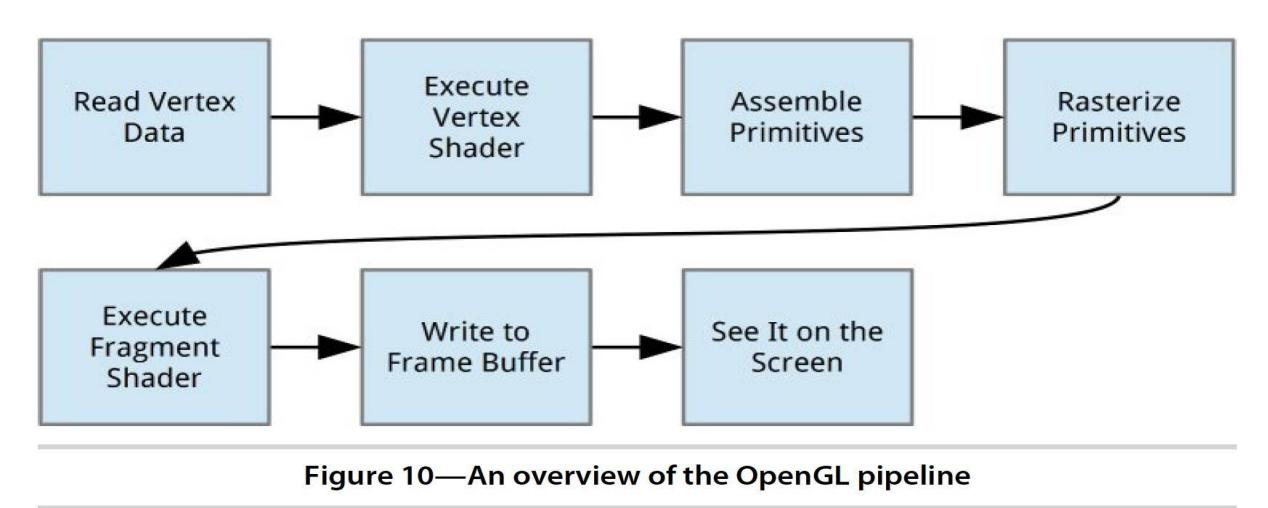 Read Vertex
Data
Execute
Vertex
Shader
Assemble
Primitives
Rasterize
Primitives
Execute
Fragment
Shader
Write to
Frame Buffer
See It on the
Screen
Figure 10—An overview of the OpenGL pipeline